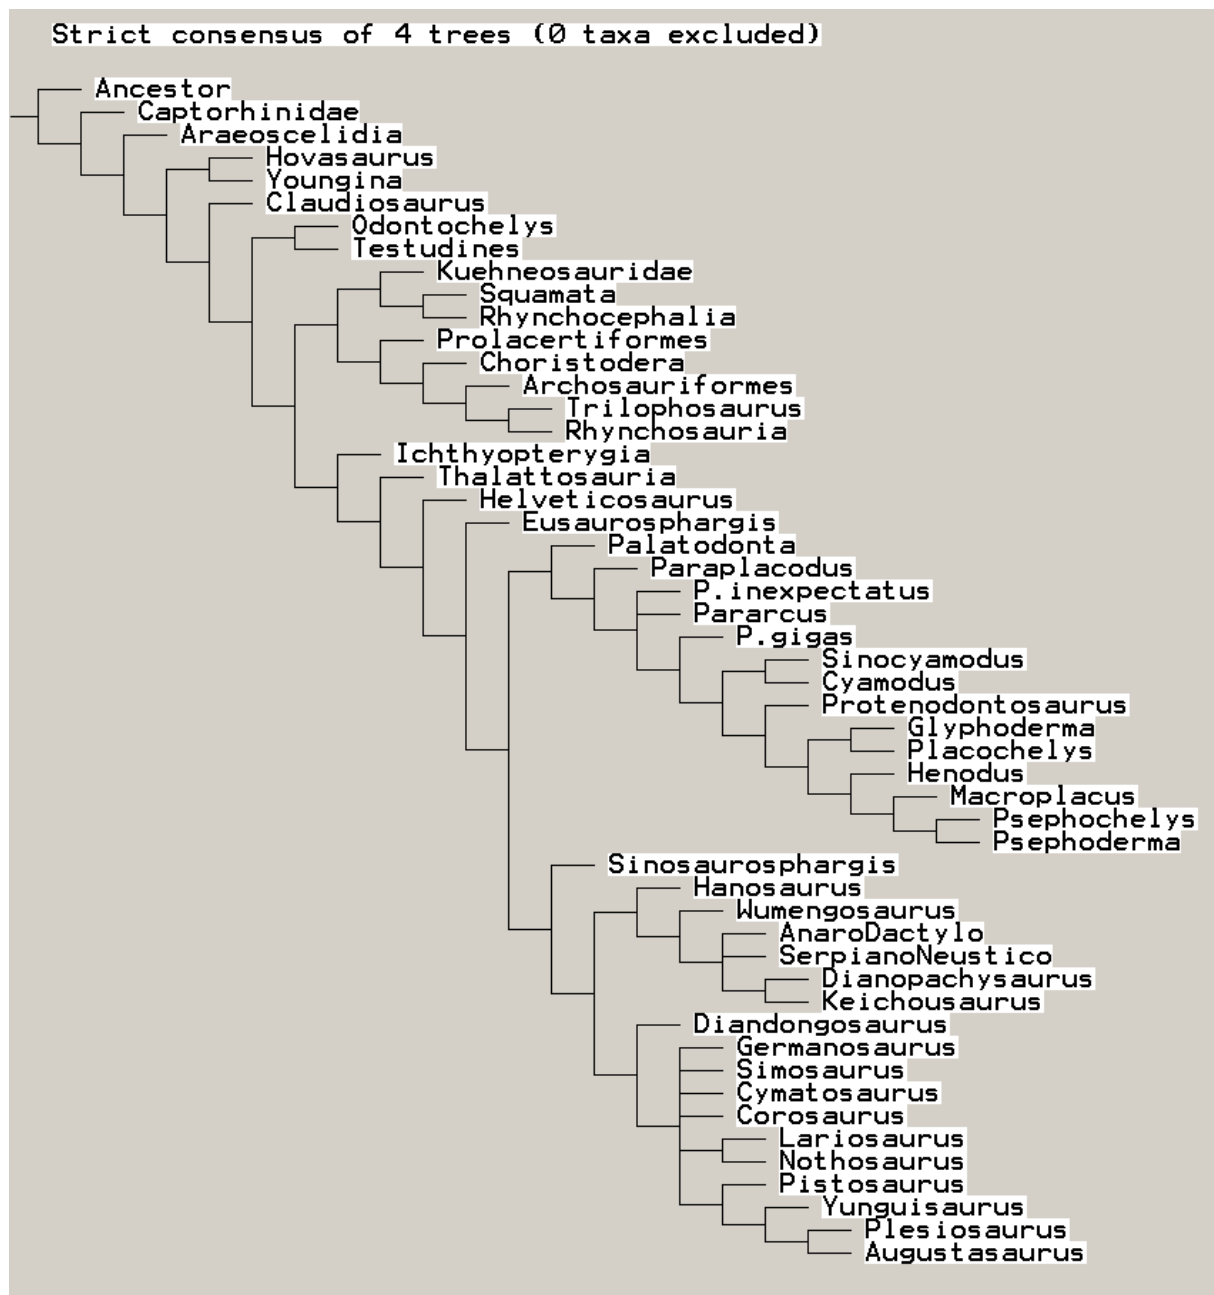 Strict consensus of 4 trees (0 taxa excluded)
Ancestor
Captorhinidae
Araeoscelidia
Hovasaurus
Youngina
Claudiosaurus
Odontochelys
Testudines
Kuehneosauridae
Squamata
Rhynchocephalia
Prolacertiformes
Choristodera
Archosauriformes
Trilophosaurus
Rhynchosauria
Ichthyopterygia
Thalattosauria
Helveticosaurus
Eusaurosphargis
Palatodonta
Paraplacodus
P.inexpectatus
Pararcus
P.gigas
Sinocyamodus
Cyamodus
Protenodontosaurus
Glyphoderma
Placochelys
Henodus
Macroplacus
Psephochelys
Psephoderma
Sinosaurosphargis
Hanosaurus
Wumengosaurus
AnaroDactylo
SerpianoNeustico
Dianopachysaurus
Keichousaurus
Diandongosaurus
Germanosaurus
Simosaurus
Cymatosaurus
Corosaurus
Lariosaurus
Nothosaurus
Pistosaurus
Yunguisaurus
Plesiosaurus
Augustasaurus